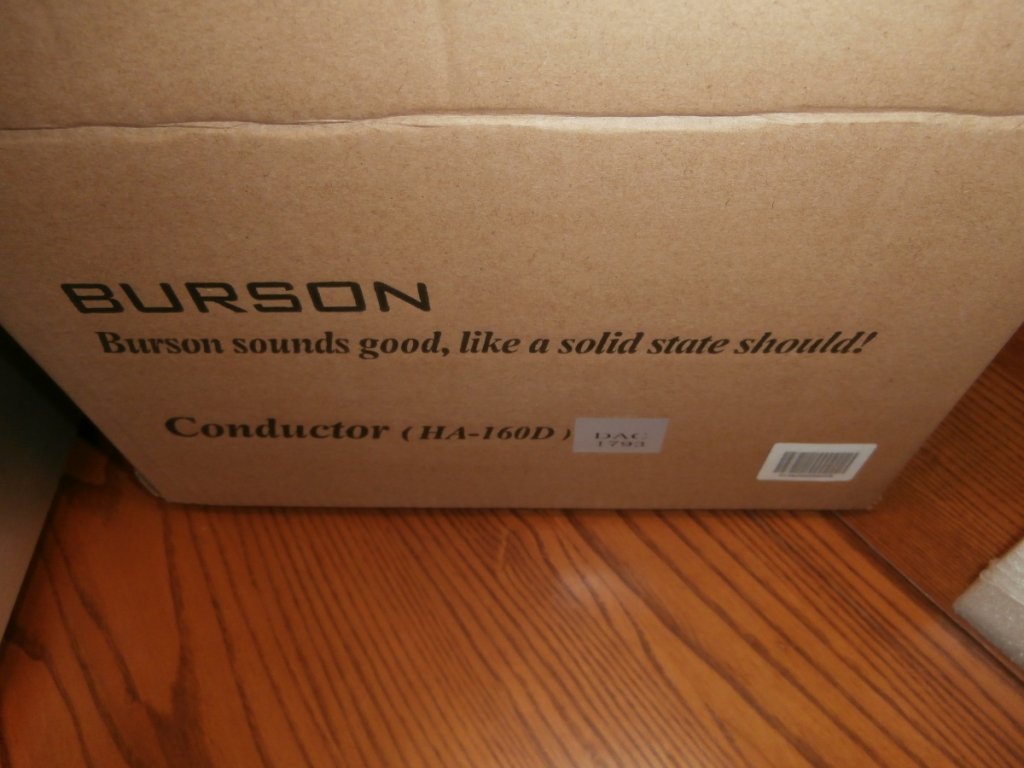 BURSON
Burson sounds good, like a solid state should!
Conductor (HA-160D) DAC
1793